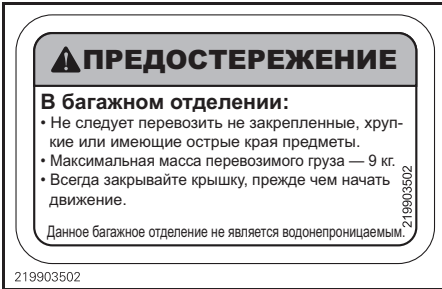 ПРЕДОСТЕРЕЖЕНИЕ
В багажном отделении:
• Не следует перевозить не закрепленные, хруп-
кие или имеющие острые края предметы.
• Максимальная масса перевозимого груза — 9 кг.
• Всегда закрывайте крышку, прежде чем начать
движение.
Данное багажное отделение не является водонепроницаемым.
219903502
219903502